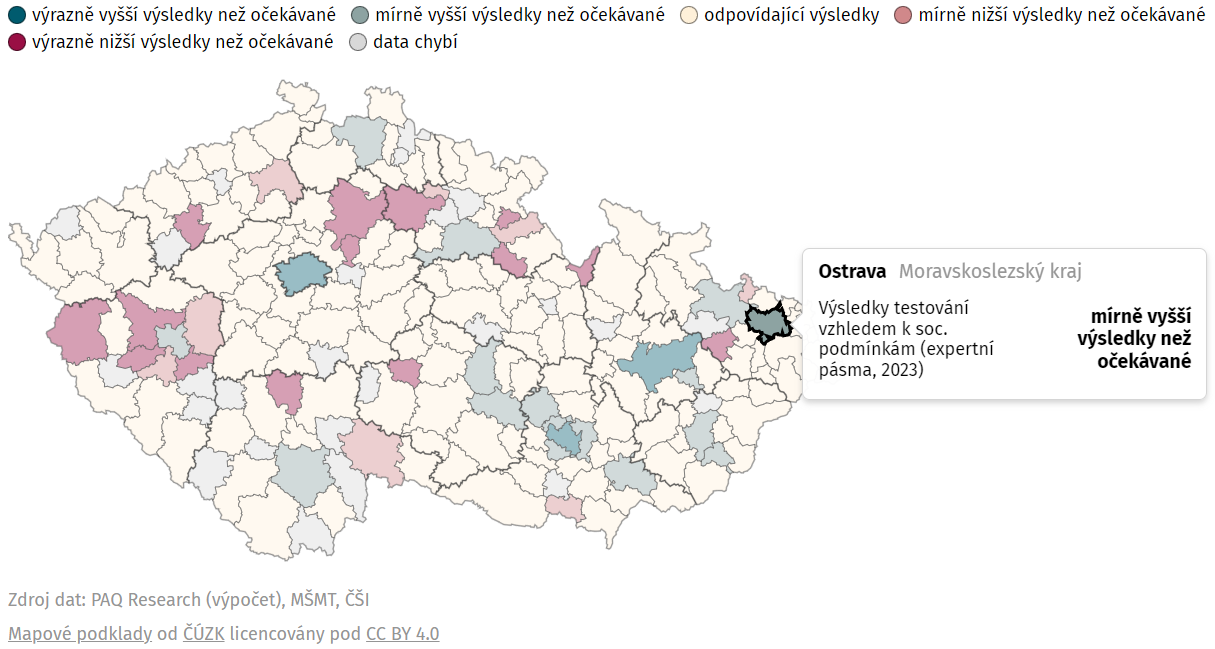 výrazně vyšší výsledky než očekávané mírně vyšší výsledky než očekávané odpovídající výsledky mírně nižší výsledky než očekávané
výrazně nižší výsledky než očekávané data chybí
Ostrava Moravskoslezský kraj
Výsledky testování
vzhledem k soc.
podmínkám (expertní
pásma, 2023)
mírně vyšší
výsledky než
očekávané
Zdroj dat: PAQ Research (výpočet), MŠMT, ČŠI
Mapové podklady od ČÚZK licencovány pod CC BY 4.0